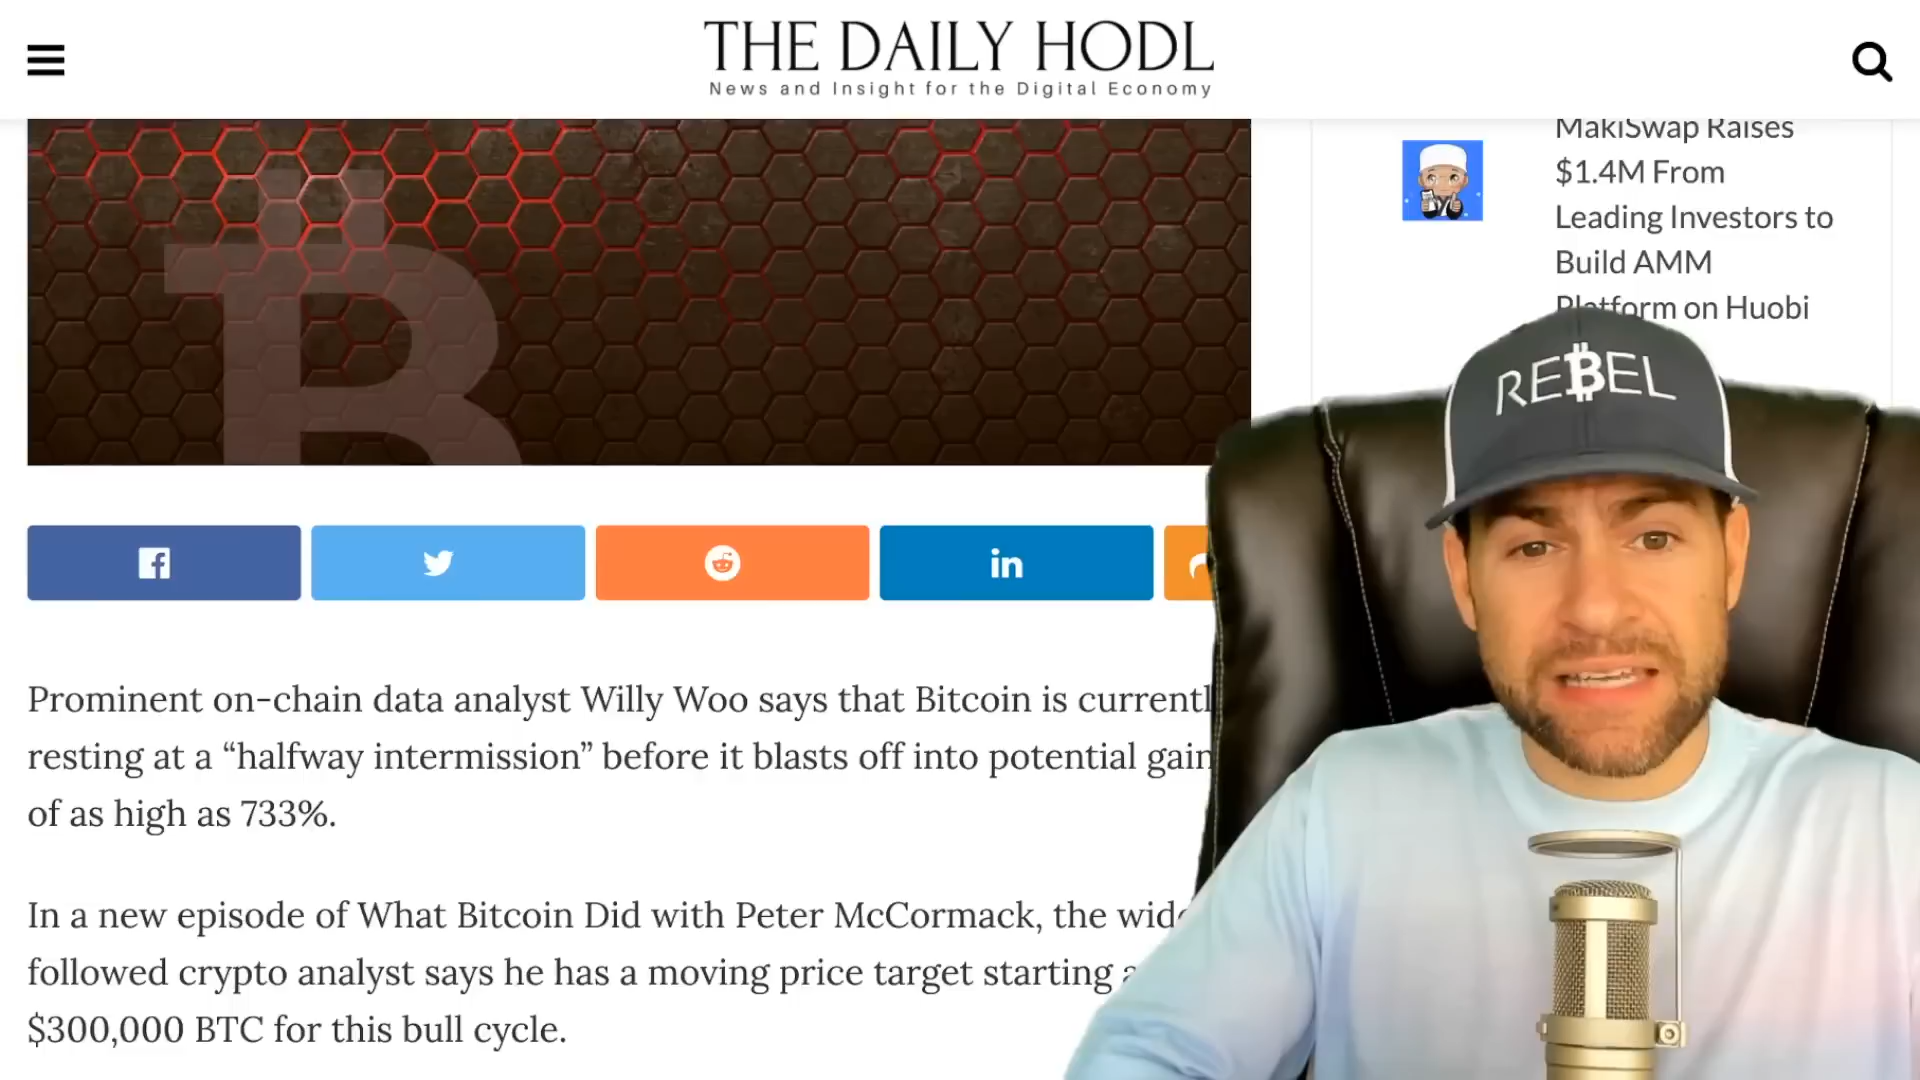 THE DAILY HODL
News and Insight for the Digital Economy
MakiSwap Raises
$1.4M From
Leading Investors to
Build AMM
Platform on Huobi
REBEL
in
Prominent on-chain data analyst Willy Woo says that Bitcoin is
resting at a “halfway intermission” before it blasts off into potential
of as high as 733%.
In a new episode of What Bitcoin Did with Peter McCormack, the
followed crypto analyst says he has a moving price target starting
$300,000 BTC for this bull cycle.